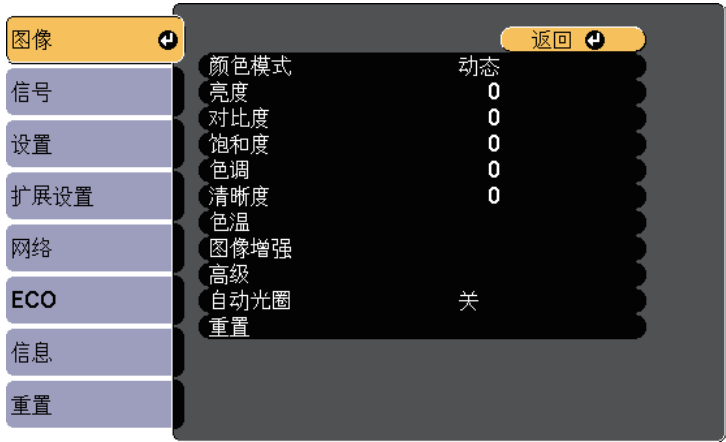 图像
信号
设置
扩展设置
网络
ECO
信息
重置
返回
颜色模式 动态
亮度 0
对比度 0
饱和度 0
色调 0
清晰度 0
色温
图像增强
高级
自动光圈 关
重置